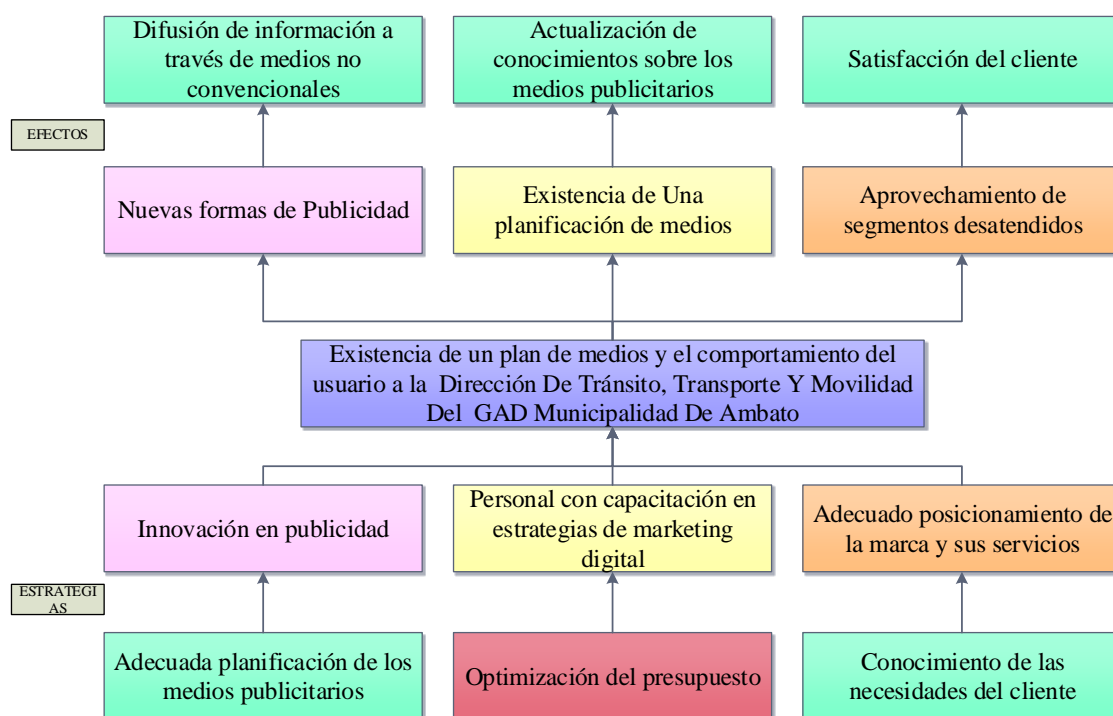 Difusión de información a
través de medios no
convencionales
Actualización de
conocimientos sobre los
medios publicitarios
Satisfacción del cliente
EFECTOS
Nuevas formas de Publicidad
Existencia de Una
planificación de medios
Aprovechamiento de
segmentos desatendidos
Existencia de un plan de medios y el comportamiento del
usuario a la Dirección De Tránsito, Transporte Y Movilidad
Del GAD Municipalidad De Ambato
Innovación en publicidad
Personal con capacitación en
estrategias de marketing
digital
Adecuado posicionamiento de
la marca y sus servicios
ESTRATEGI
AS
Adecuada planificación de los
medios publicitarios
Optimización del presupuesto
Conocimiento de las
necesidades del cliente